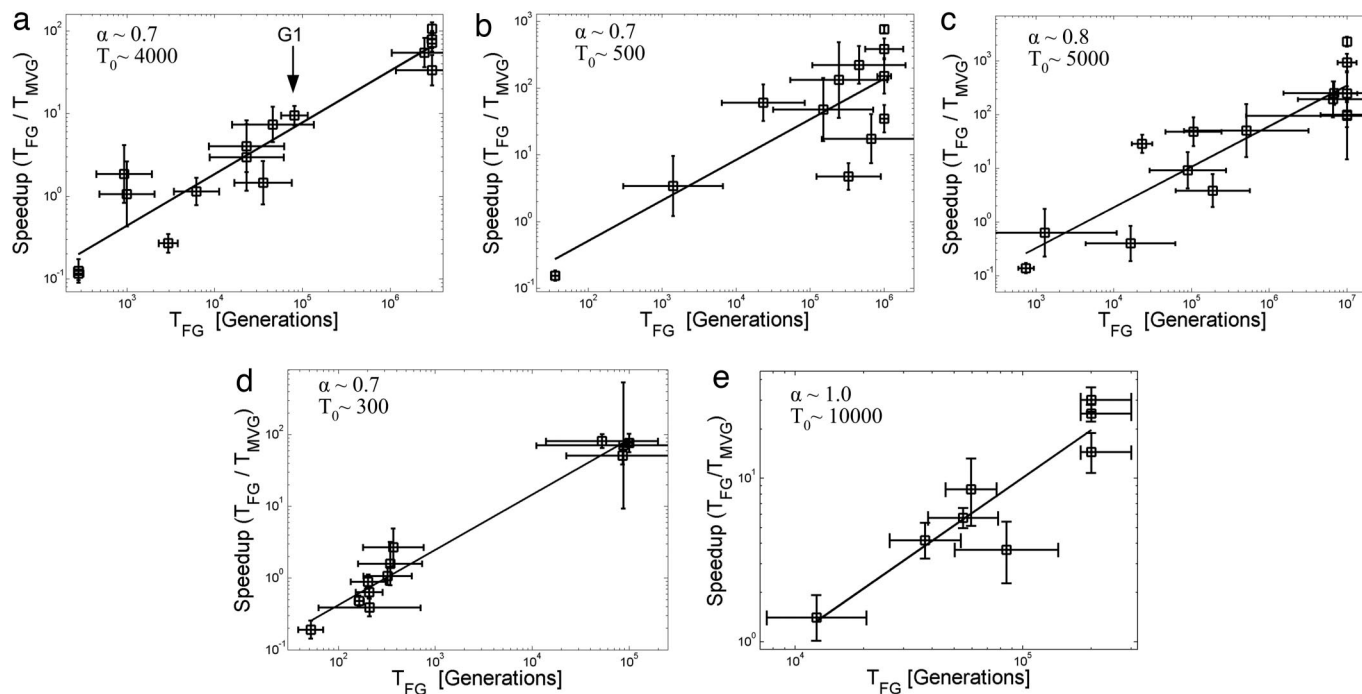 a
α ~ 0.7
T₀~ 4000
G1
Speedup (T_FG / T_MVG)
10²
10¹
10⁰
10⁻¹
10³
10⁴
10⁵
10⁶
T_FG [Generations]
b
α ~ 0.7
T₀~ 500
Speedup (T_FG / T_MVG)
10³
10²
10¹
10⁰
10⁻¹
10²
10³
10⁴
10⁵
10⁶
T_FG [Generations]
c
α ~ 0.8
T₀~ 5000
Speedup (T_FG / T_MVG)
10³
10²
10¹
10⁰
10⁻¹
10³
10⁴
10⁵
10⁶
10⁷
T_FG [Generations]
d
α ~ 0.7
T₀~ 300
Speedup (T_FG / T_MVG)
10²
10¹
10⁰
10⁻¹
10²
10³
10⁴
10⁵
T_FG [Generations]
e
α ~ 1.0
T₀~ 10000
Speedup (T_FG/T_MVG)
10¹
10⁰
10⁴
10⁵
T_FG [Generations]